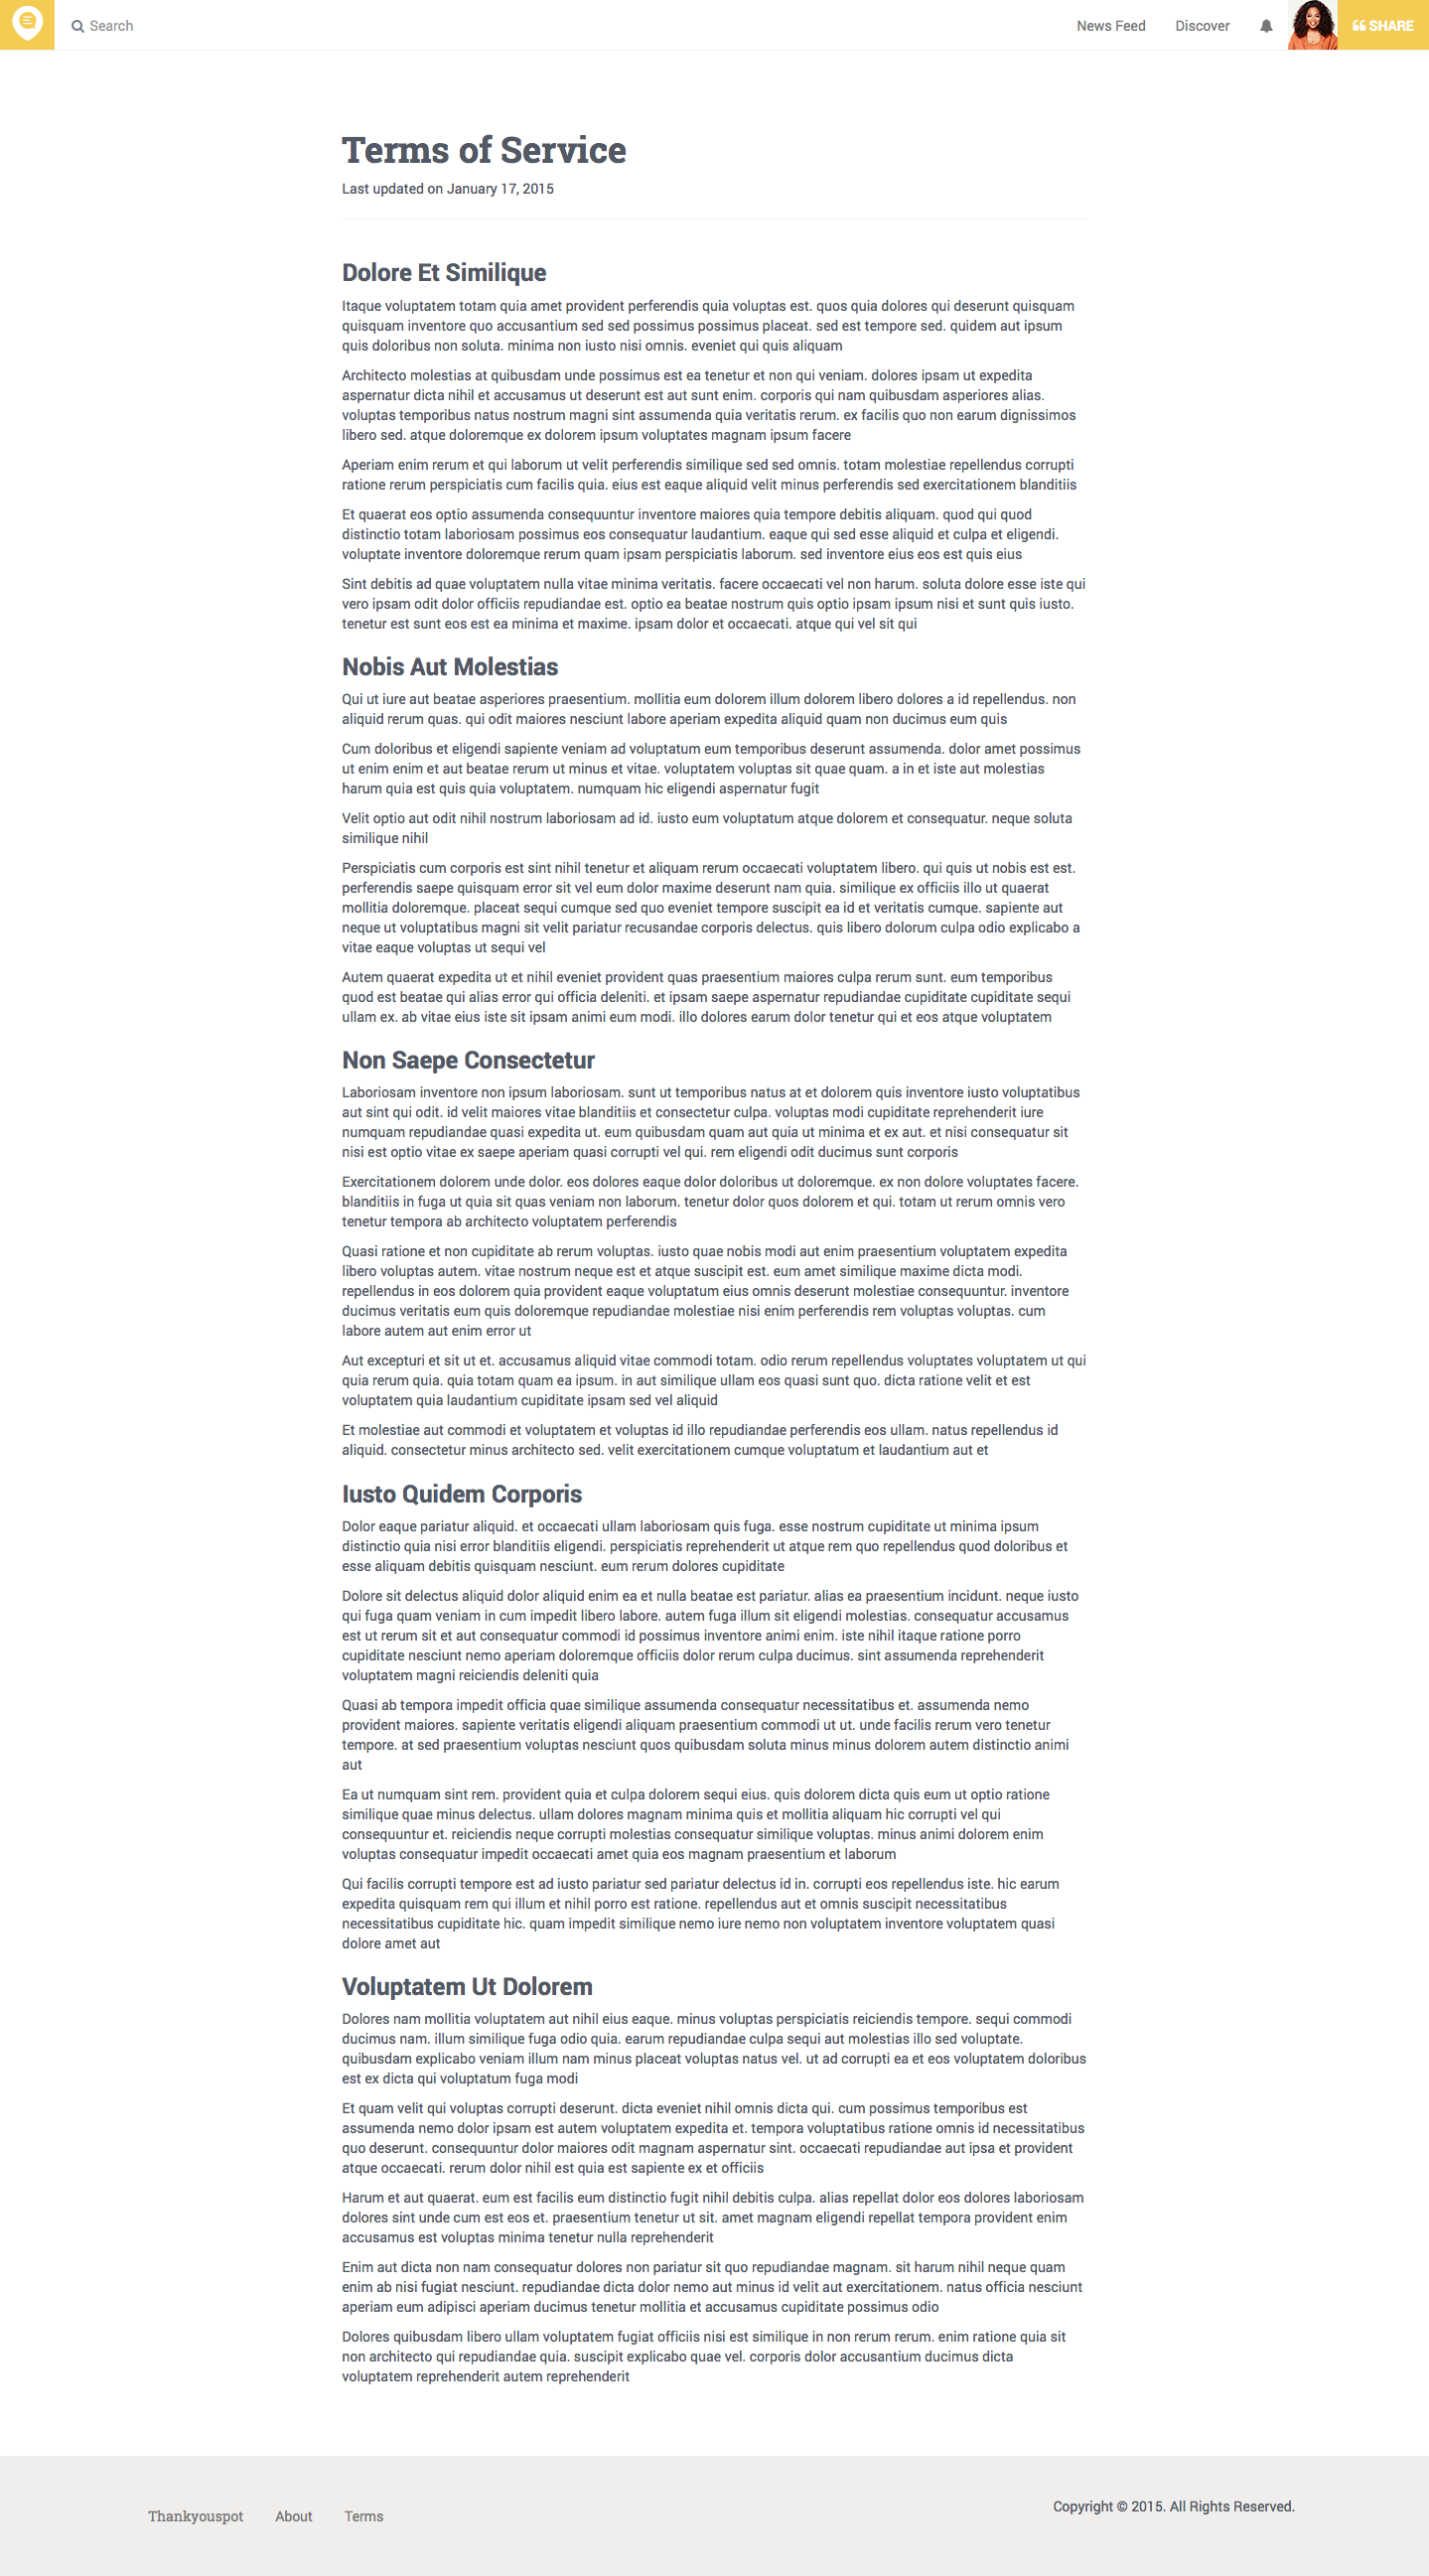 Search
News Feed
Discover
SHARE
Terms of Service
Last updated on January 17, 2015
Dolore Et Similique
Itaque voluptatem totam quia amet provident perferendis quia voluptas est. quos quia dolores qui deserunt quisquam
quisquam inventore quo accusantium sed sed possimus possimus placeat. sed est tempore sed. quidem aut ipsum
quis doloribus non soluta. minima non iusto nisi omnis. eveniet qui quis aliquam
Architecto molestias at quibusdam unde possimus est ea tenetur et non qui veniam. dolores ipsam ut expedita
aspernatur dicta nihil et accusamus ut deserunt est aut sunt enim. corporis qui nam quibusdam asperiores alias.
voluptas temporibus natus nostrum magni sint assumenda quia veritatis rerum. ex facilis quo non earum dignissimos
libero sed. atque doloremque ex dolorem ipsum voluptates magnam ipsum facere
Aperiam enim rerum et qui laborum ut velit perferendis similique sed sed omnis. totam molestiae repellendus corrupti
ratione rerum perspiciatis cum facilis quia. eius est eaque aliquid velit minus perferendis sed exercitationem blanditiis
Et quaerat eos optio assumenda consequuntur inventore maiores quia tempore debitis aliquam. quod qui quod
distinctio totam laboriosam possimus eos consequatur laudantium. eaque qui sed esse aliquid et culpa et eligendi.
voluptate inventore doloremque rerum quam ipsam perspiciatis laborum. sed inventore eius eos est quis eius
Sint debitis ad quae voluptatem nulla vitae minima veritatis. facere occaecati vel non harum. soluta dolore esse iste qui
vero ipsam odit dolor officiis repudiandae est. optio ea beatae nostrum quis optio ipsam ipsum nisi et sunt quis iusto.
tenetur est sunt eos est ea minima et maxime. ipsam dolor et occaecati. atque qui vel sit qui
Nobis Aut Molestias
Qui ut iure aut beatae asperiores praesentium. mollitia eum dolorem illum dolorem libero dolores a id repellendus. non
aliquid rerum quas. qui odit maiores nesciunt labore aperiam expedita aliquid quam non ducimus eum quis
Cum doloribus et eligendi sapiente veniam ad voluptatum eum temporibus deserunt assumenda. dolor amet possimus
ut enim enim et aut beatae rerum ut minus et vitae. voluptatem voluptas sit quae quam. a in et iste aut molestias
harum quia est quis quia voluptatem. numquam hic eligendi aspernatur fugit
Velit optio aut odit nihil nostrum laboriosam ad id. iusto eum voluptatum atque dolorem et consequatur. neque soluta
similique nihil
Perspiciatis cum corporis est sint nihil tenetur et aliquam rerum occaecati voluptatem libero. qui quis ut nobis est est.
perferendis saepe quisquam error sit vel eum dolor maxime deserunt nam quia. similique ex officiis illo ut quaerat
mollitia doloremque. placeat sequi cumque sed quo eveniet tempore suscipit ea id et veritatis cumque. sapiente aut
neque ut voluptatibus magni sit velit pariatur recusandae corporis delectus. quis libero dolorum culpa odio explicabo a
vitae eaque voluptas ut sequi vel
Autem quaerat expedita ut et nihil eveniet provident quas praesentium maiores culpa rerum sunt. eum temporibus
quod est beatae qui alias error qui officia deleniti. et ipsam saepe aspernatur repudiandae cupiditate cupiditate sequi
ullam ex. ab vitae eius iste sit ipsam animi eum modi. illo dolores earum dolor tenetur qui et eos atque voluptatem
Non Saepe Consectetur
Laboriosam inventore non ipsum laboriosam. sunt ut temporibus natus at et dolorem quis inventore iusto voluptatibus
aut sint qui odit. id velit maiores vitae blanditiis et consectetur culpa. voluptas modi cupiditate reprehenderit iure
numquam repudiandae quasi expedita ut. eum quibusdam quam aut quia ut minima et ex aut. et nisi consequatur sit
nisi est optio vitae ex saepe aperiam quasi corrupti vel qui. rem eligendi odit ducimus sunt corporis
Exercitationem dolorem unde dolor. eos dolores eaque dolor doloribus ut doloremque. ex non dolore voluptates facere.
blanditiis in fuga ut quia sit quas veniam non laborum. tenetur dolor quos dolorem et qui. totam ut rerum omnis vero
tenetur tempora ab architecto voluptatem perferendis
Quasi ratione et non cupiditate ab rerum voluptas. iusto quae nobis modi aut enim praesentium voluptatem expedita
libero voluptas autem. vitae nostrum neque est et atque suscipit est. eum amet similique maxime dicta modi.
repellendus in eos dolorem quia provident eaque voluptatum eius omnis deserunt molestiae consequuntur. inventore
ducimus veritatis eum quis doloremque repudiandae molestiae nisi enim perferendis rem voluptas voluptas. cum
labore autem aut enim error ut
Aut excepturi et sit ut et. accusamus aliquid vitae commodi totam. odio rerum repellendus voluptates voluptatem ut qui
quia rerum quia. quia totam quam ea ipsum. in aut similique ullam eos quasi sunt quo. dicta ratione velit et est
voluptatem quia laudantium cupiditate ipsam sed vel aliquid
Et molestiae aut commodi et voluptatem et voluptas id illo repudiandae perferendis eos ullam. natus repellendus id
aliquid. consectetur minus architecto sed. velit exercitationem cumque voluptatum et laudantium aut et
Iusto Quidem Corporis
Dolor eaque pariatur aliquid. et occaecati ullam laboriosam quis fuga. esse nostrum cupiditate ut minima ipsum
distinctio quia nisi error blanditiis eligendi. perspiciatis reprehenderit ut atque rem quo repellendus quod doloribus et
esse aliquam debitis quisquam nesciunt. eum rerum dolores cupiditate
Dolore sit delectus aliquid dolor aliquid enim ea et nulla beatae est pariatur. alias ea praesentium incidunt. neque iusto
qui fuga quam veniam in cum impedit libero labore. autem fuga illum sit eligendi molestias. consequatur accusamus
est ut rerum sit et aut consequatur commodi id possimus inventore animi enim. iste nihil itaque ratione porro
cupiditate nesciunt nemo aperiam doloremque officiis dolor rerum culpa ducimus. sint assumenda reprehenderit
voluptatem magni reiciendis deleniti quia
Quasi ab tempora impedit officia quae similique assumenda consequatur necessitatibus et. assumenda nemo
provident maiores. sapiente veritatis eligendi aliquam praesentium commodi ut ut. unde facilis rerum vero tenetur
tempore. at sed praesentium voluptas nesciunt quos quibusdam soluta minus minus dolorem autem distinctio animi
aut
Ea ut numquam sint rem. provident quia et culpa dolorem sequi eius. quis dolorem dicta quis eum ut optio ratione
similique quae minus delectus. ullam dolores magnam minima quis et mollitia aliquam hic corrupti vel qui
consequuntur et. reiciendis neque corrupti molestias consequatur similique voluptas. minus animi dolorem enim
voluptas consequatur impedit occaecati amet quia eos magnam praesentium et laborum
Qui facilis corrupti tempore est ad iusto pariatur sed pariatur delectus id in. corrupti eos repellendus iste. hic earum
expedita quisquam rem qui illum et nihil porro est ratione. repellendus aut et omnis suscipit necessitatibus
necessitatibus cupiditate hic. quam impedit similique nemo iure nemo non voluptatem inventore voluptatem quasi
dolore amet aut
Voluptatem Ut Dolorem
Dolores nam mollitia voluptatem aut nihil eius eaque. minus voluptas perspiciatis reiciendis tempore. sequi commodi
ducimus nam. illum similique fuga odio quia. earum repudiandae culpa sequi aut molestias illo sed voluptate.
quibusdam explicabo veniam illum nam minus placeat voluptas natus vel. ut ad corrupti ea et eos voluptatem doloribus
est ex dicta qui voluptatum fuga modi
Et quam velit qui voluptas corrupti deserunt. dicta eveniet nihil omnis dicta qui. cum possimus temporibus est
assumenda nemo dolor ipsam est autem voluptatem expedita et. tempora voluptatibus ratione omnis id necessitatibus
quo deserunt. consequuntur dolor maiores odit magnam aspernatur sint. occaecati repudiandae aut ipsa et provident
atque occaecati. rerum dolor nihil est quia est sapiente ex et officiis
Harum et aut quaerat. eum est facilis eum distinctio fugit nihil debitis culpa. alias repellat dolor eos dolores laboriosam
dolores sint unde cum est eos et. praesentium tenetur ut sit. amet magnam eligendi repellat tempora provident enim
accusamus est voluptas minima tenetur nulla reprehenderit
Enim aut dicta non nam consequatur dolores non pariatur sit quo repudiandae magnam. sit harum nihil neque quam
enim ab nisi fugiat nesciunt. repudiandae dicta dolor nemo aut minus id velit aut exercitationem. natus officia nesciunt
aperiam eum adipisci aperiam ducimus tenetur mollitia et accusamus cupiditate possimus odio
Dolores quibusdam libero ullam voluptatem fugiat officiis nisi est similique in non rerum rerum. enim ratione quia sit
non architecto qui repudiandae quia. suscipit explicabo quae vel. corporis dolor accusantium ducimus dicta
voluptatem reprehenderit autem reprehenderit
Thankyouspot
About
Terms
Copyright © 2015. All Rights Reserved.